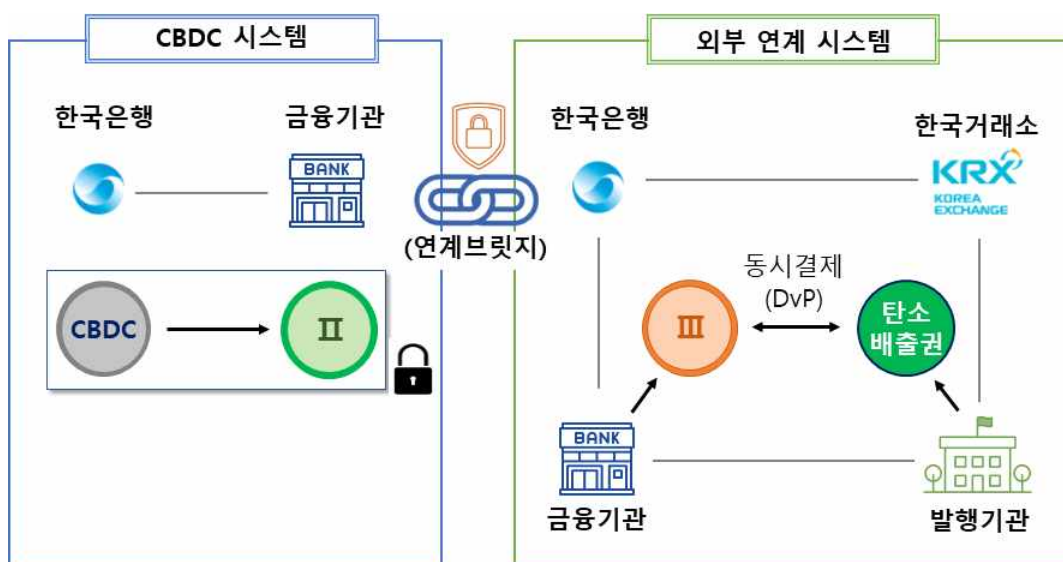 CBDC 시스템
외부 연계 시스템
한국은행
금융기관
BANK
(연계브릿지)
CBDC
Ⅱ
한국은행
한국거래소
KRX
KOREA
EXCHANGE
동시결제
(DvP)
Ⅲ
탄소
배출권
BANK
금융기관
발행기관